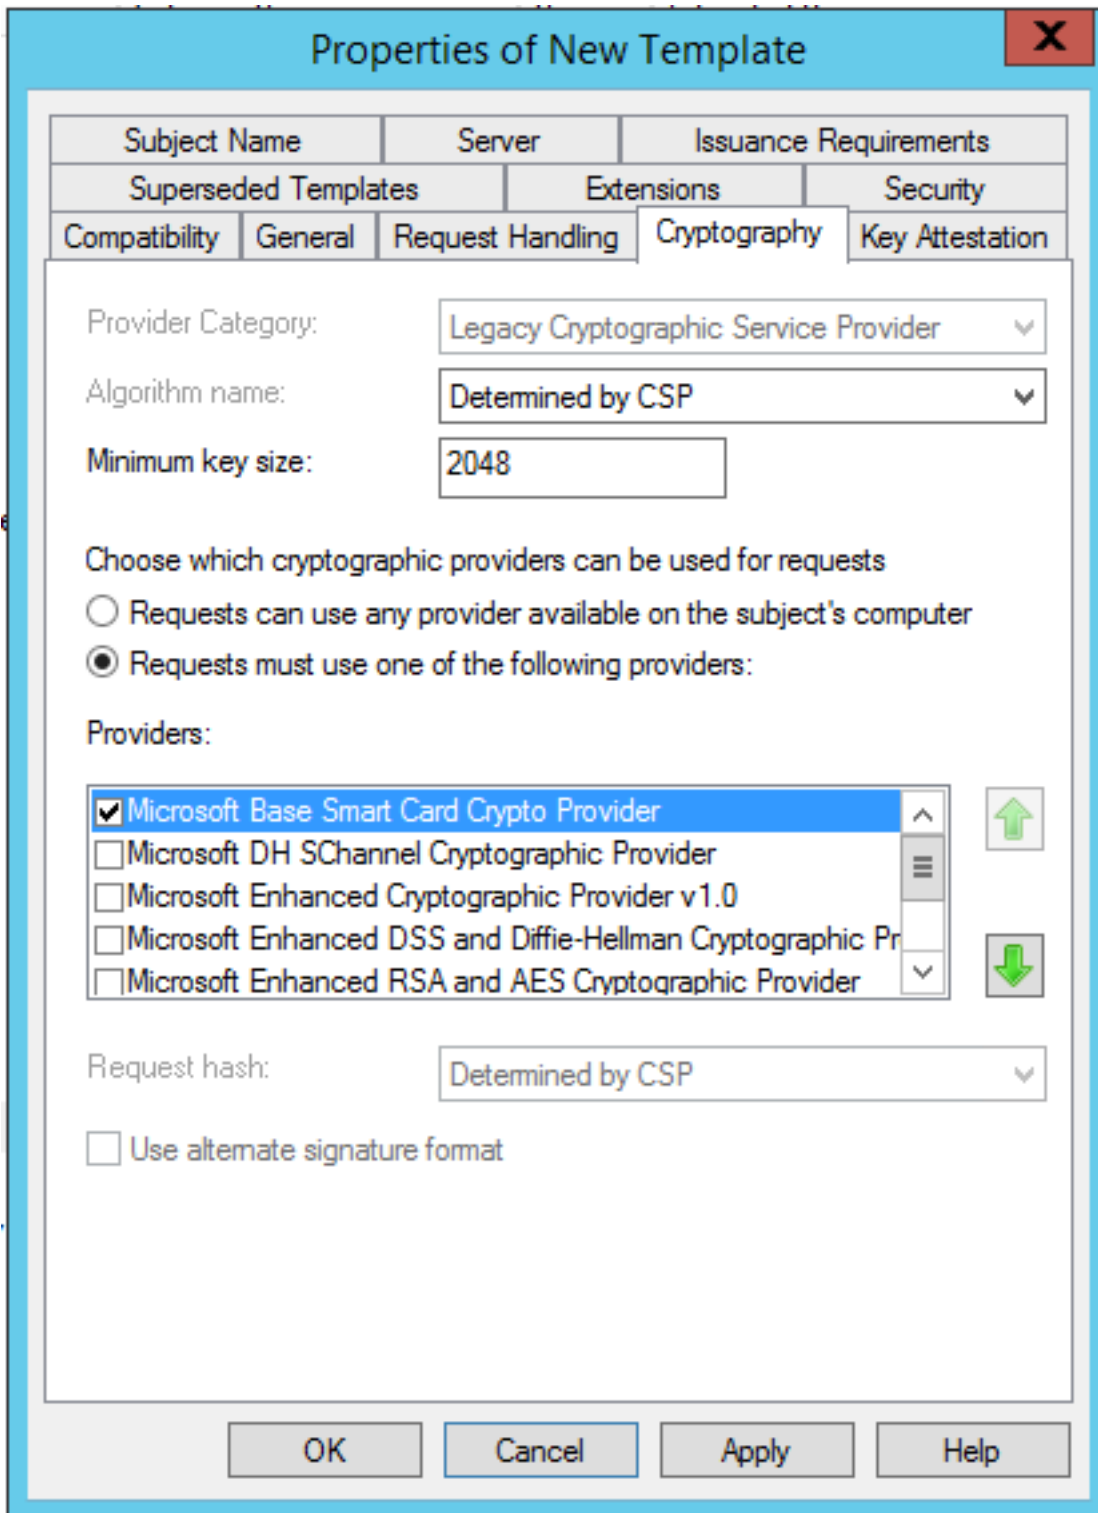 Properties of New Template
X
Subject Name Server Issuance Requirements
Superseded Templates Extensions Security
Compatibility General Request Handling Cryptography Key Attestation
Provider Category: Legacy Cryptographic Service Provider
Algorithm name: Determined by CSP
Minimum key size: 2048
Choose which cryptographic providers can be used for requests
Requests can use any provider available on the subject's computer
Requests must use one of the following providers:
Providers:
Microsoft Base Smart Card Crypto Provider
Microsoft DH SChannel Cryptographic Provider
Microsoft Enhanced Cryptographic Provider v1.0
Microsoft Enhanced DSS and Diffie-Hellman Cryptographic Pr
Microsoft Enhanced RSA and AES Cryptographic Provider
Request hash: Determined by CSP
Use alternate signature format
OK Cancel Apply Help